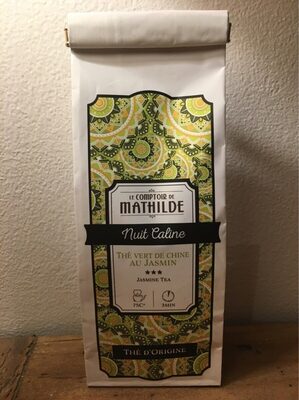 LE COMPTOIR DE
MATHILDE
Nuit Caline
THÉ VERT DE CHINE
AU JASMIN
JASMINE TEA
75C°
3MIN
THÉ D'ORIGINE